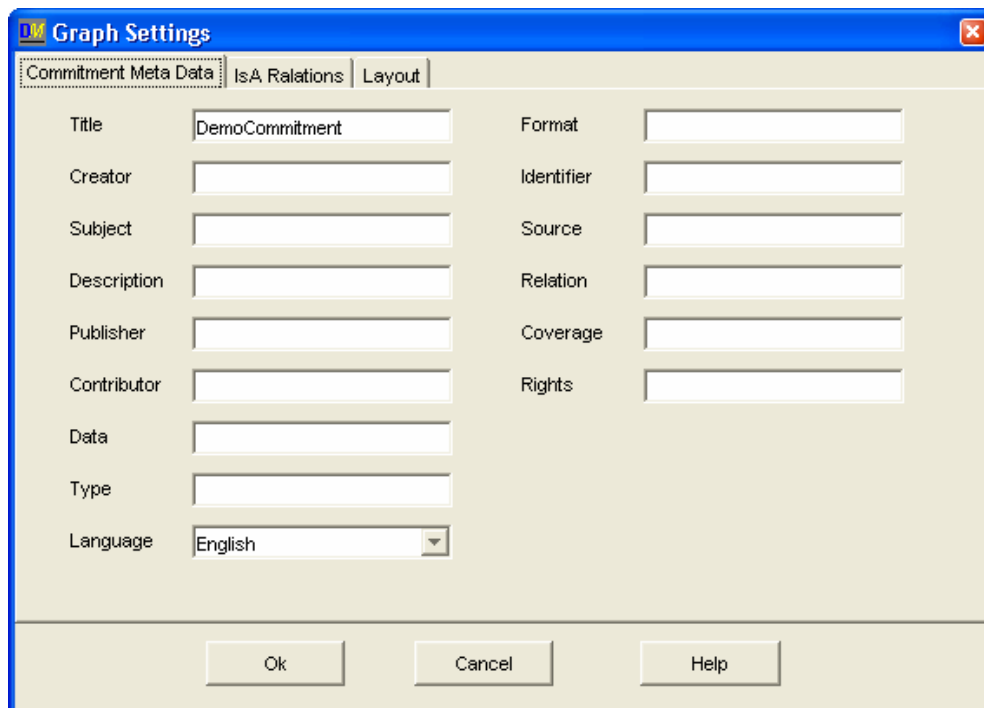 DM Graph Settings
Commitment Meta Data IsA Ralations Layout
Title DemoCommitment Format
Creator Identifier
Subject Source
Description Relation
Publisher Coverage
Contributor Rights
Data
Type
Language English
Ok Cancel Help